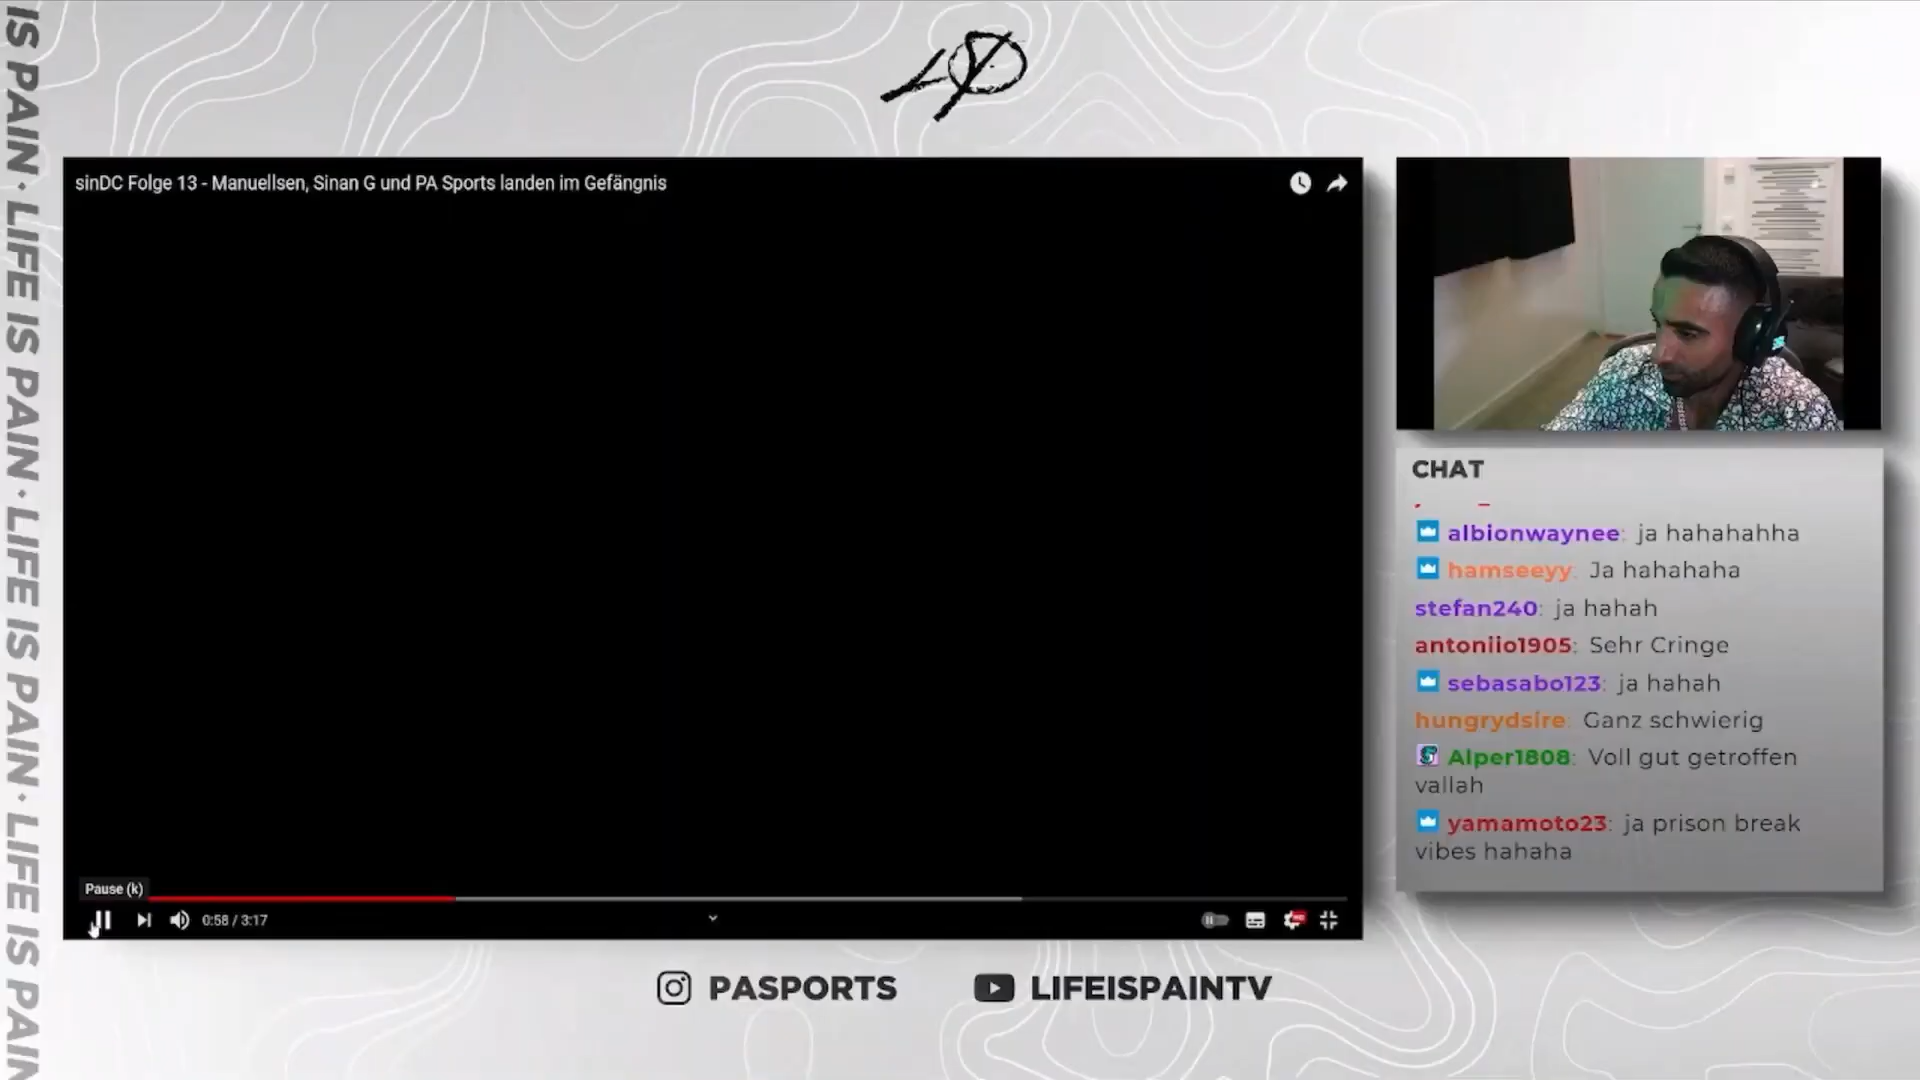 IS PAIN · LIFE IS PAIN · LIFE IS PAIN · LIFE IS PAIN
sinDC Folge 13 - Manuellsen, Sinan G und PA Sports landen im Gefängnis
CHAT
albionwaynee: ja hahahahha
hamseeyy: Ja hahahaha
stefan240: ja hahah
antoniio1905: Sehr Cringe
sebasabo123: ja hahah
hungrydsire: Ganz schwierig
Alper1808: Voll gut getroffen
vallah
yamamoto23: ja prison break
vibes hahaha
Pause (k)
0:58 / 3:17
PASPORTS
LIFEISPAINTV